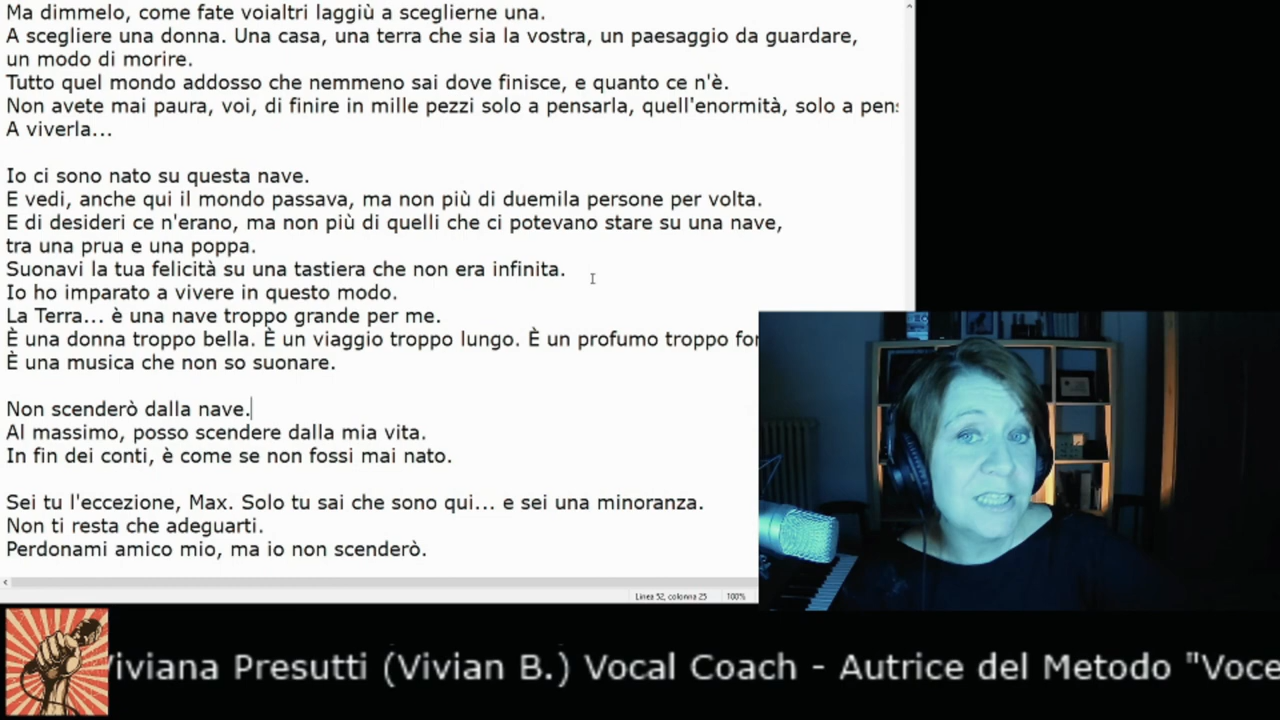 Ma dimmelo, come fate voialtri laggiù a sceglierne una.
A scegliere una donna. Una casa, una terra che sia la vostra, un paesaggio da guardare,
un modo di morire.
Tutto quel mondo addosso che nemmeno sai dove finisce, e quanto ce n'è.
Non avete mai paura, voi, di finire in mille pezzi solo a pensarla, quell'enormità, solo a
A viverla...
Io ci sono nato su questa nave.
E vedi, anche qui il mondo passava, ma non più di duemila persone per volta.
E di desideri ce n'erano, ma non più di quelli che ci potevano stare su una nave,
tra una prua e una poppa.
Suonavi la tua felicità su una tastiera che non era infinita.
Io ho imparato a vivere in questo modo.
La Terra... è una nave troppo grande per me.
È una donna troppo bella. È un viaggio troppo lungo. È un profumo troppo
È una musica che non so suonare.
Non scenderò dalla nave.
Al massimo, posso scendere dalla mia vita.
In fin dei conti, è come se non fossi mai nato.
Sei tu l'eccezione, Max. Solo tu sai che sono qui... e sei una minoranza.
Non ti resta che adeguarti.
Perdonami amico mio, ma io non scenderò.
Linea 52, colonna 25 100%
Viviana Presutti (Vivian B.) Vocal Coach - Autrice del Metodo "Voce